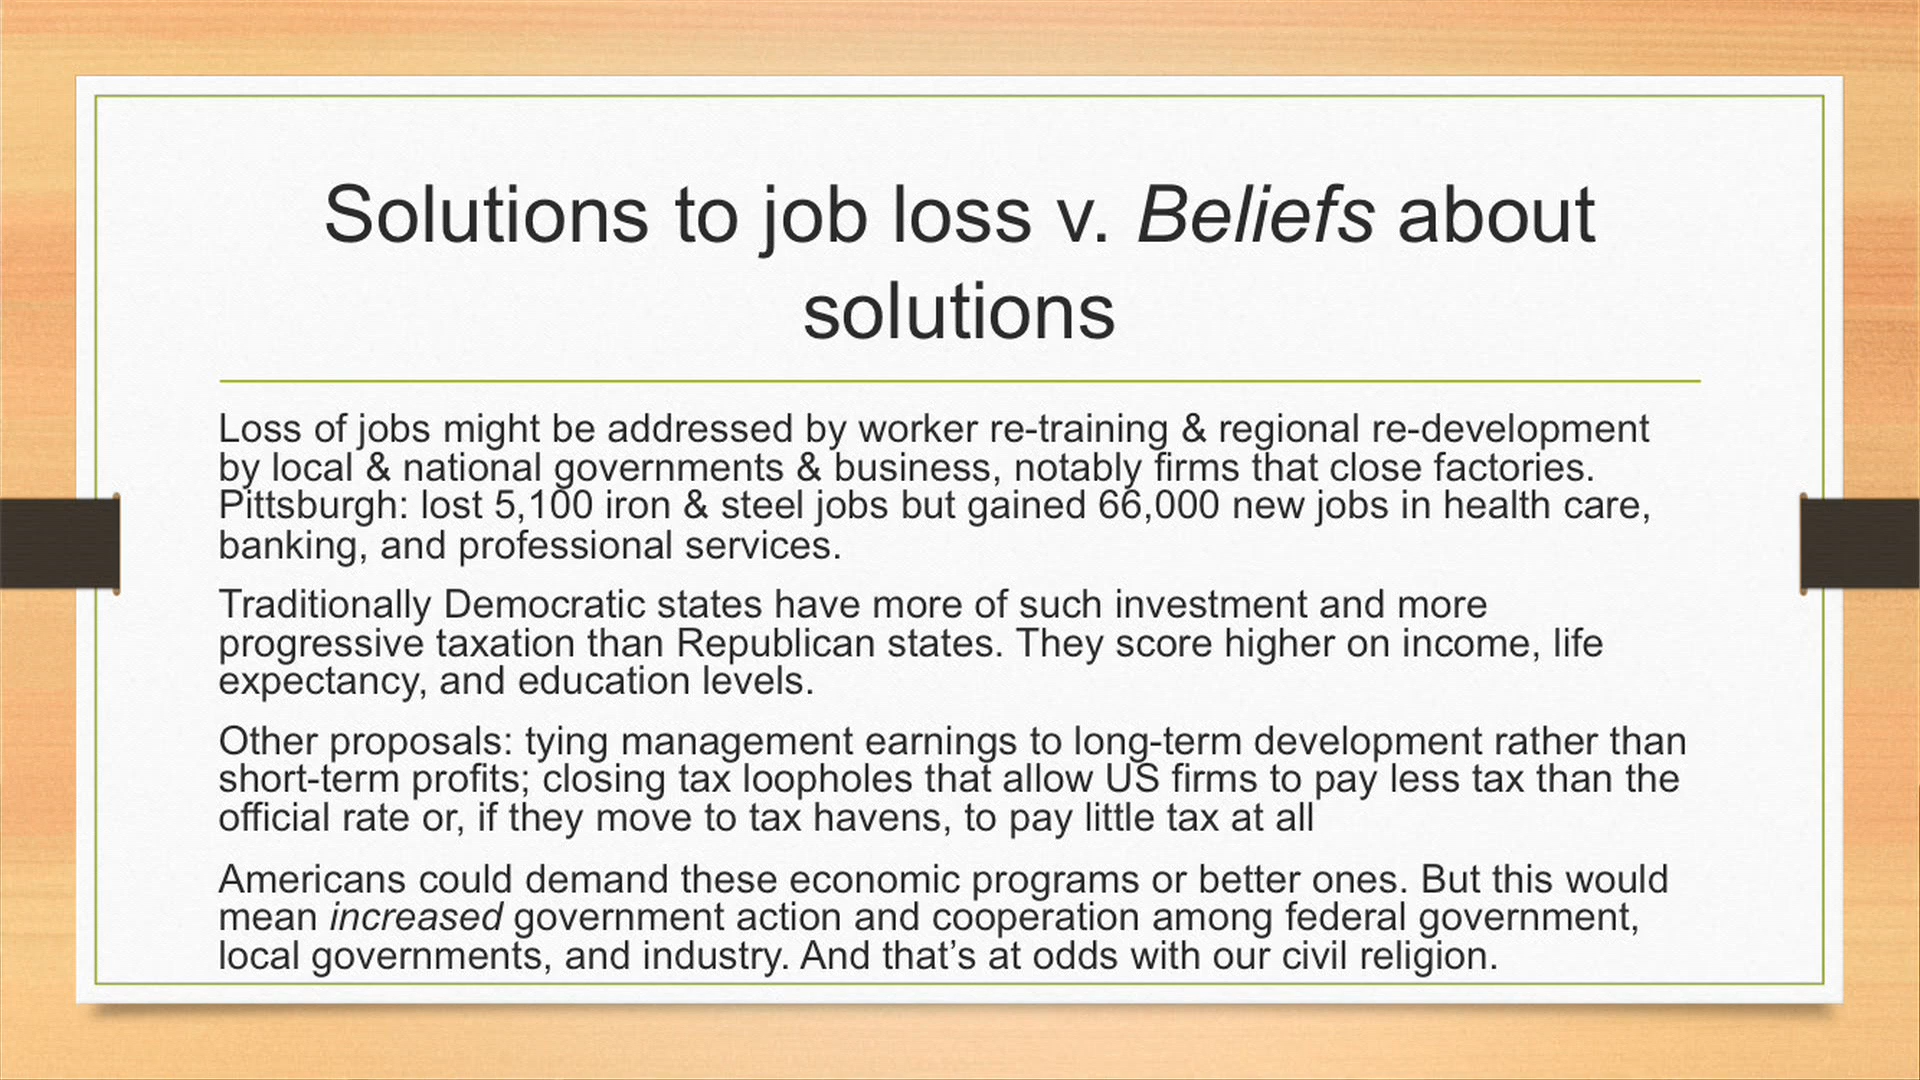 Solutions to job loss v. Beliefs about
solutions
Loss of jobs might be addressed by worker re-training & regional re-development
by local & national governments & business, notably firms that close factories.
Pittsburgh: lost 5,100 iron & steel jobs but gained 66,000 new jobs in health care,
banking, and professional services.
Traditionally Democratic states have more of such investment and more
progressive taxation than Republican states. They score higher on income, life
expectancy, and education levels.
Other proposals: tying management earnings to long-term development rather than
short-term profits; closing tax loopholes that allow US firms to pay less tax than the
official rate or, if they move to tax havens, to pay little tax at all
Americans could demand these economic programs or better ones. But this would
mean increased government action and cooperation among federal government,
local governments, and industry. And that’s at odds with our civil religion.